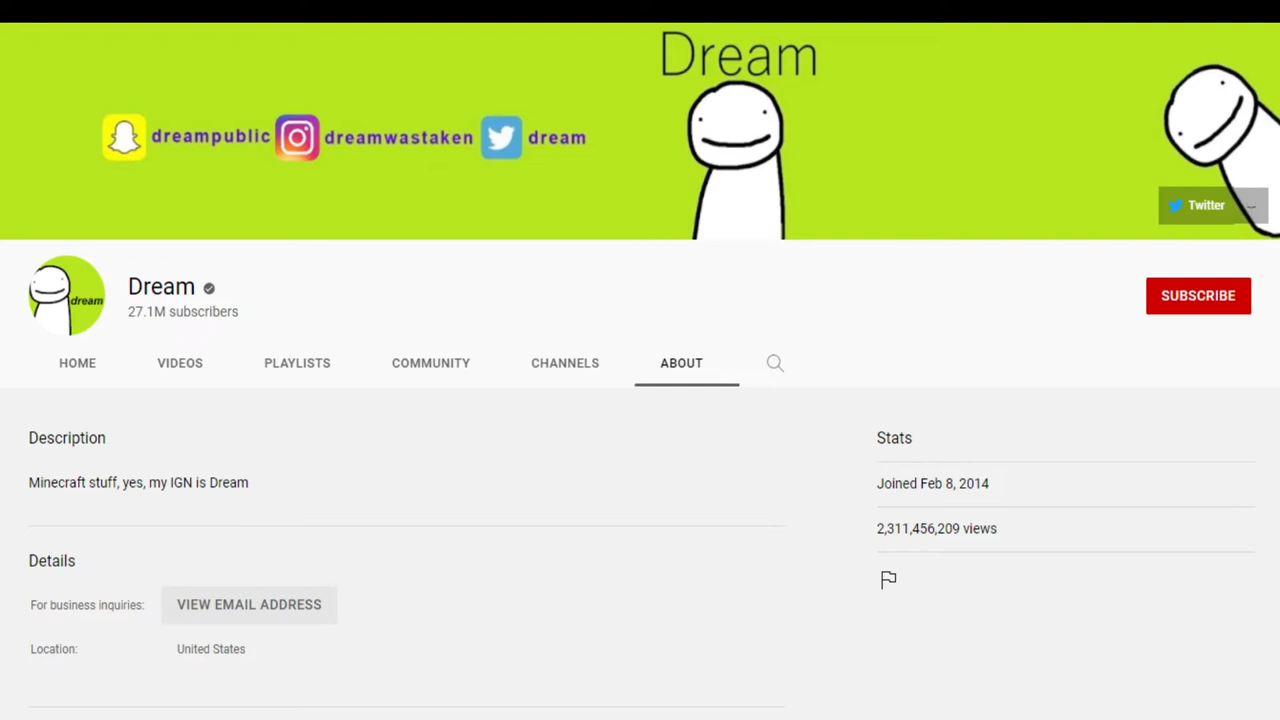 Dream
dreampublic dreamwastaken dream
Twitter
dream
Dream
27.1M subscribers
SUBSCRIBE
HOME VIDEOS PLAYLISTS COMMUNITY CHANNELS ABOUT
Description
Minecraft stuff, yes, my IGN is Dream
Details
For business inquiries: VIEW EMAIL ADDRESS
Location: United States
Stats
Joined Feb 8, 2014
2,311,456,209 views